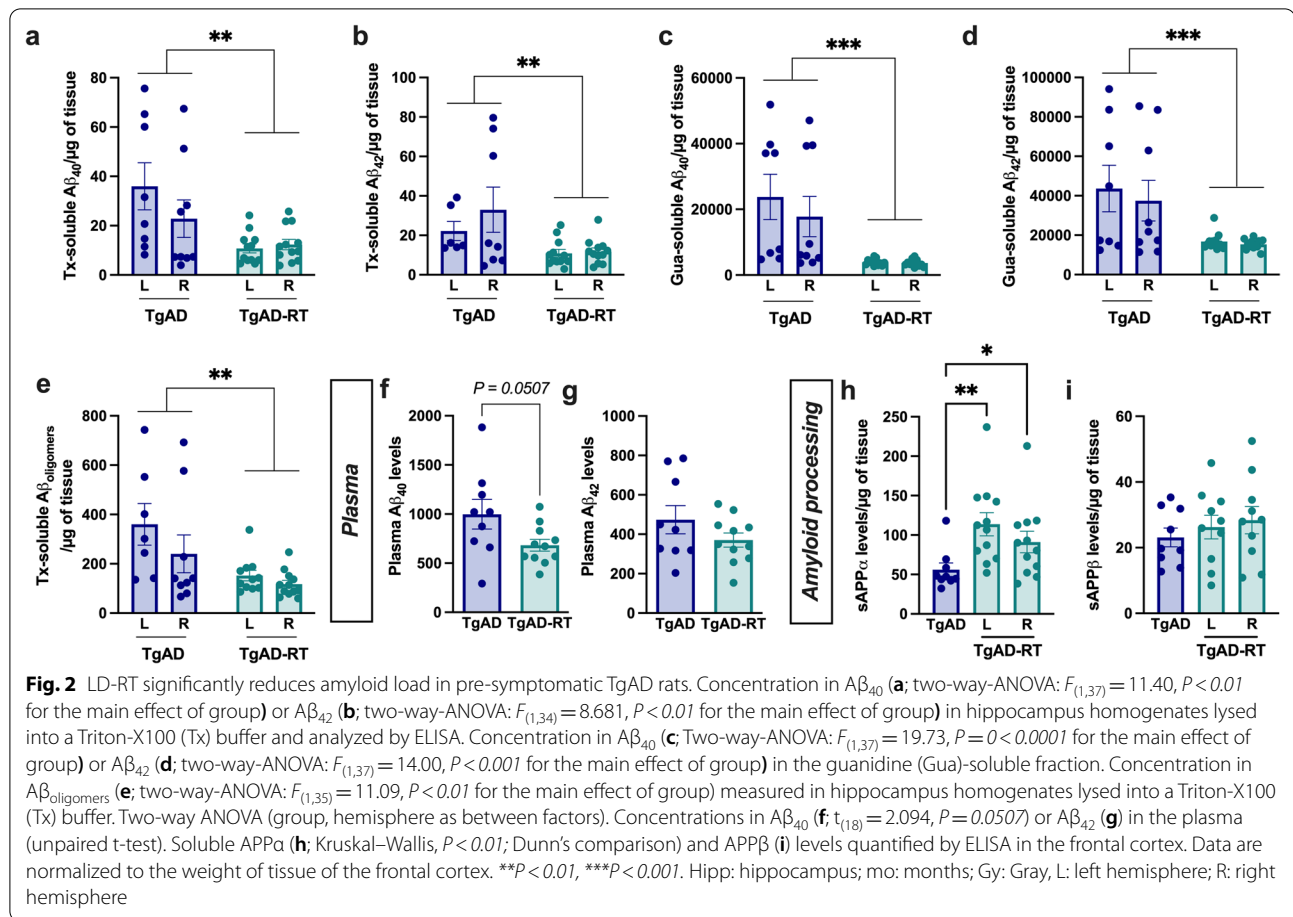 a
**
Tx-soluble Aβ40/µg of tissue
80
60
40
20
0
L R L R
TgAD TgAD-RT
b
**
Tx-soluble Aβ42/µg of tissue
100
80
60
40
20
0
L R L R
TgAD TgAD-RT
c
***
Gua-soluble Aβ40/µg of tissue
60000
40000
20000
0
L R L R
TgAD TgAD-RT
d
***
Gua-soluble Aβ42/µg of tissue
100000
80000
60000
40000
20000
0
L R L R
TgAD TgAD-RT
e
**
Tx-soluble Aβoligomers
/µg of tissue
800
600
400
200
0
L R L R
TgAD TgAD-RT
Plasma
f
P = 0.0507
Plasma Aβ40 levels
2000
1500
1000
500
0
TgAD TgAD-RT
g
Plasma Aβ42 levels
1000
800
600
400
200
0
TgAD TgAD-RT
Amyloid processing
h
*
**
sAPPα levels/µg of tissue
250
200
150
100
50
0
TgAD L R
TgAD-RT
i
sAPPβ levels/µg of tissue
60
40
20
0
TgAD L R
TgAD-RT
Fig. 2 LD-RT significantly reduces amyloid load in pre-symptomatic TgAD rats. Concentration in Aβ40 (a; two-way-ANOVA: F(1,37) = 11.40, P < 0.01
for the main effect of group) or Aβ42 (b; two-way-ANOVA: F(1,34) = 8.681, P < 0.01 for the main effect of group) in hippocampus homogenates lysed
into a Triton-X100 (Tx) buffer and analyzed by ELISA. Concentration in Aβ40 (c; Two-way-ANOVA: F(1,37) = 19.73, P = 0 < 0.0001 for the main effect of
group) or Aβ42 (d; two-way-ANOVA: F(1,37) = 14.00, P < 0.001 for the main effect of group) in the guanidine (Gua)-soluble fraction. Concentration in
Aβoligomers (e; two-way-ANOVA: F(1,35) = 11.09, P < 0.01 for the main effect of group) measured in hippocampus homogenates lysed into a Triton-X100
(Tx) buffer. Two-way ANOVA (group, hemisphere as between factors). Concentrations in Aβ40 (f; t(18) = 2.094, P = 0.0507) or Aβ42 (g) in the plasma
(unpaired t-test). Soluble APPα (h; Kruskal–Wallis, P < 0.01; Dunn's comparison) and APPβ (i) levels quantified by ELISA in the frontal cortex. Data are
normalized to the weight of tissue of the frontal cortex. **P < 0.01, ***P < 0.001. Hipp: hippocampus; mo: months; Gy: Gray, L: left hemisphere; R: right
hemisphere